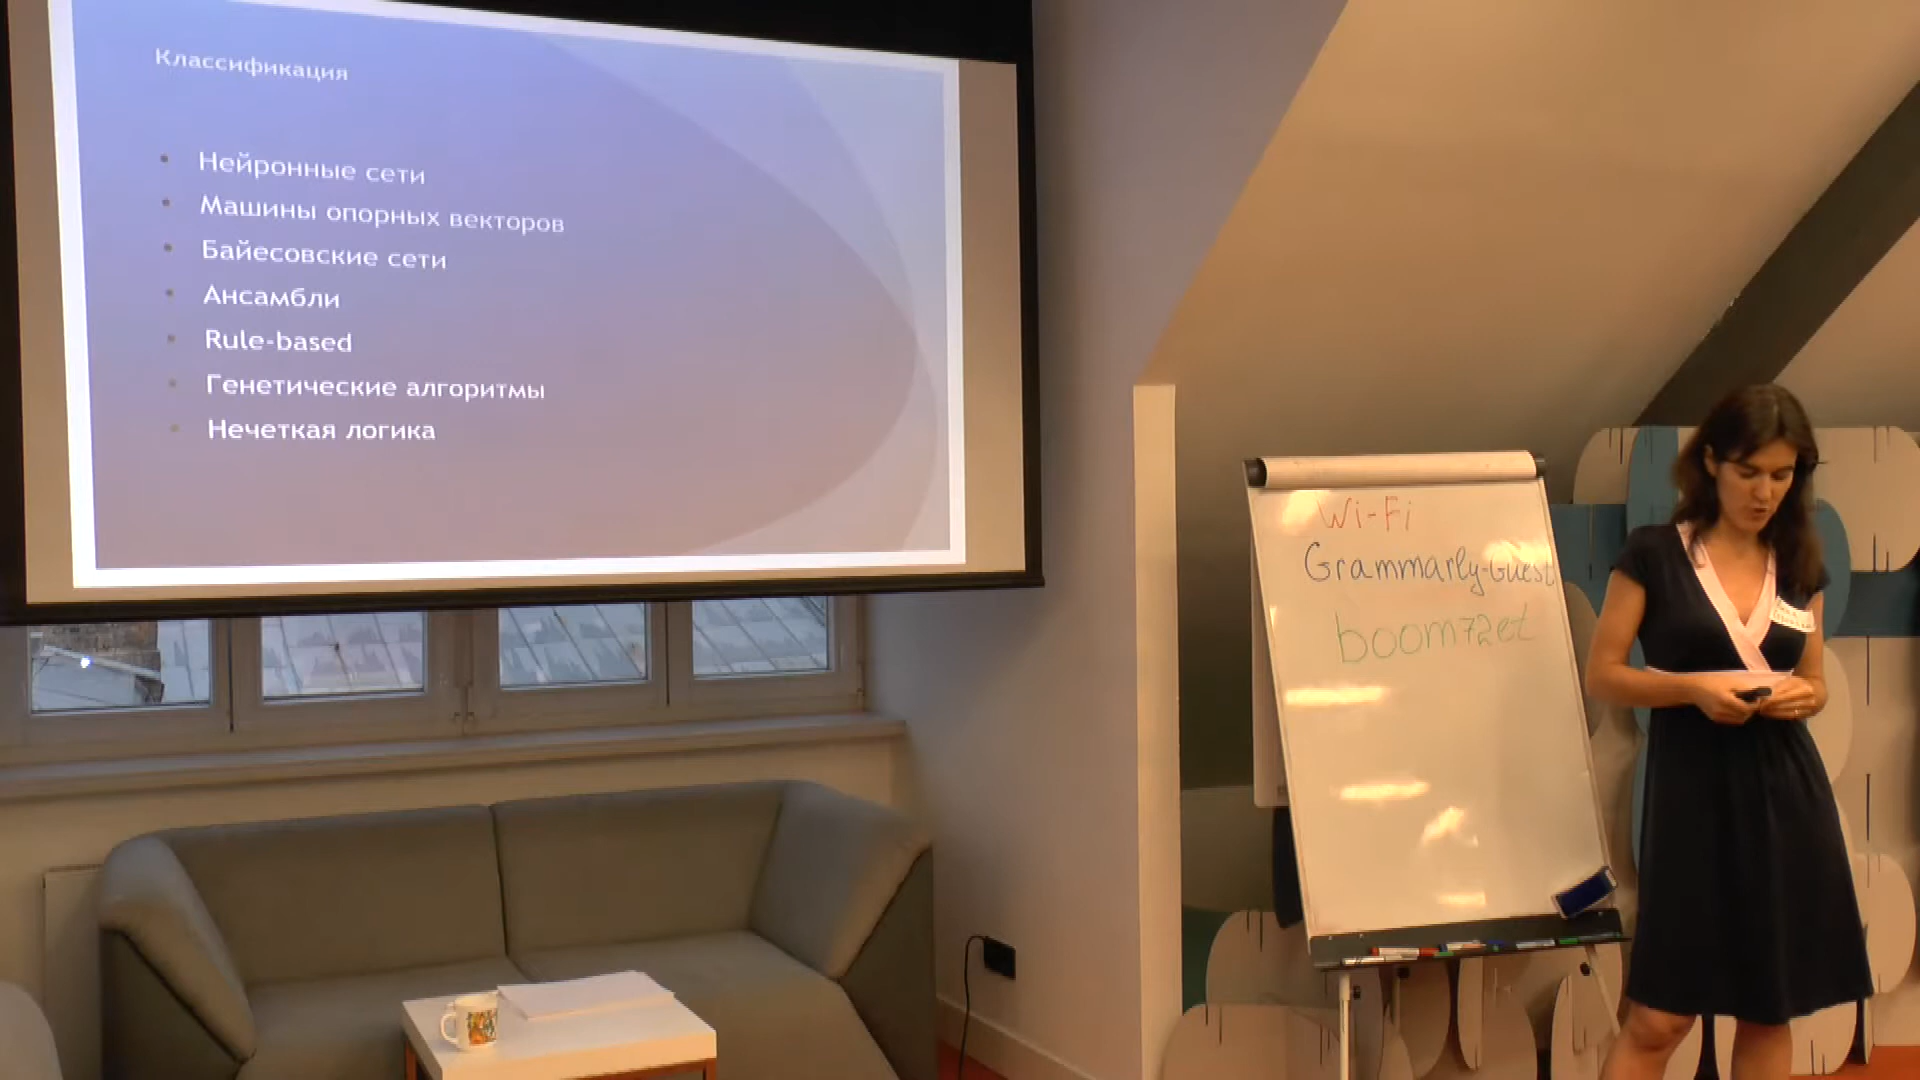 Классификация
Нейронные сети
Машины опорных векторов
Байесовские сети
Ансамбли
Rule-based
Генетические алгоритмы
Нечеткая логика
Wi-Fi
Grammarly-Guest
boom72et